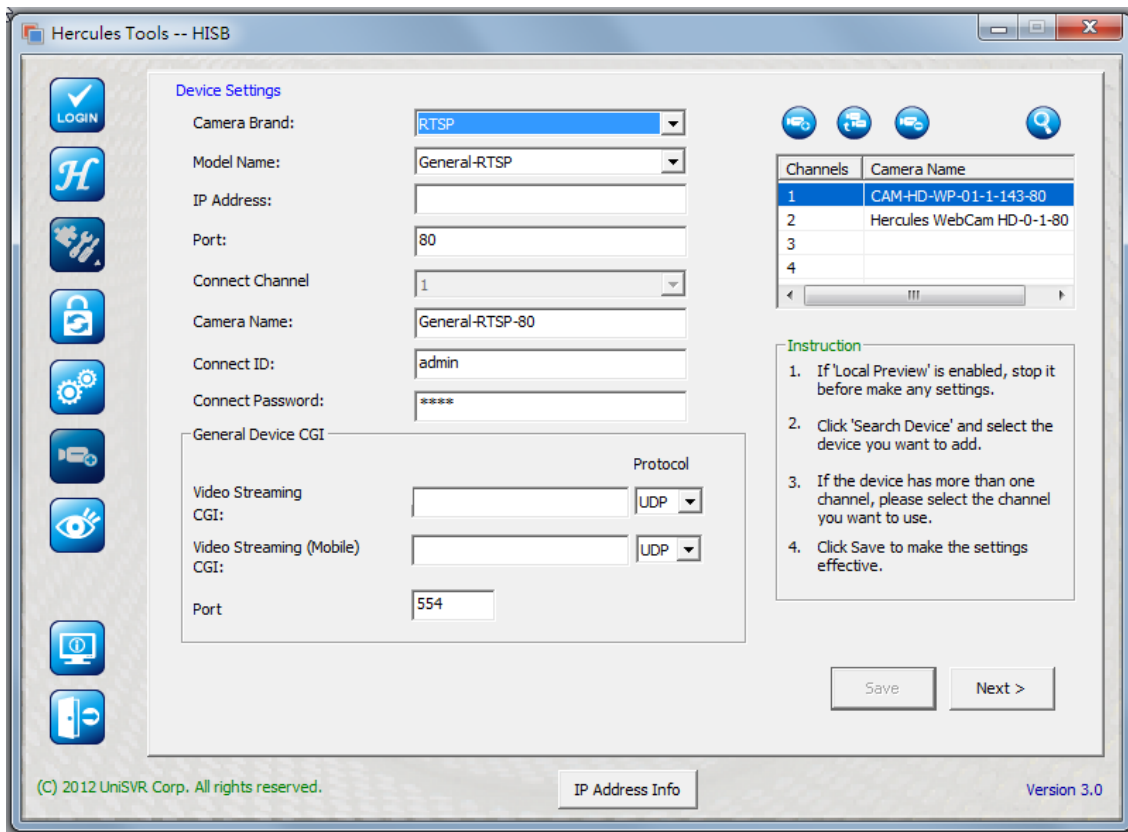 Hercules Tools -- HISB
LOGIN
H
Device Settings
Camera Brand:
RTSP
Model Name:
General-RTSP
IP Address:
Port:
80
Connect Channel
1
Camera Name:
General-RTSP-80
Connect ID:
admin
Connect Password:
****
General Device CGI
Protocol
Video Streaming
CGI:
UDP
Video Streaming (Mobile)
CGI:
UDP
Port
554
Channels Camera Name
1 CAM-HD-WP-01-1-143-80
2 Hercules WebCam HD-0-1-80
3
4
Instruction
1. If 'Local Preview' is enabled, stop it
before make any settings.
2. Click 'Search Device' and select the
device you want to add.
3. If the device has more than one
channel, please select the channel
you want to use.
4. Click Save to make the settings
effective.
Save
Next >
(C) 2012 UniSVR Corp. All rights reserved.
IP Address Info
Version 3.0